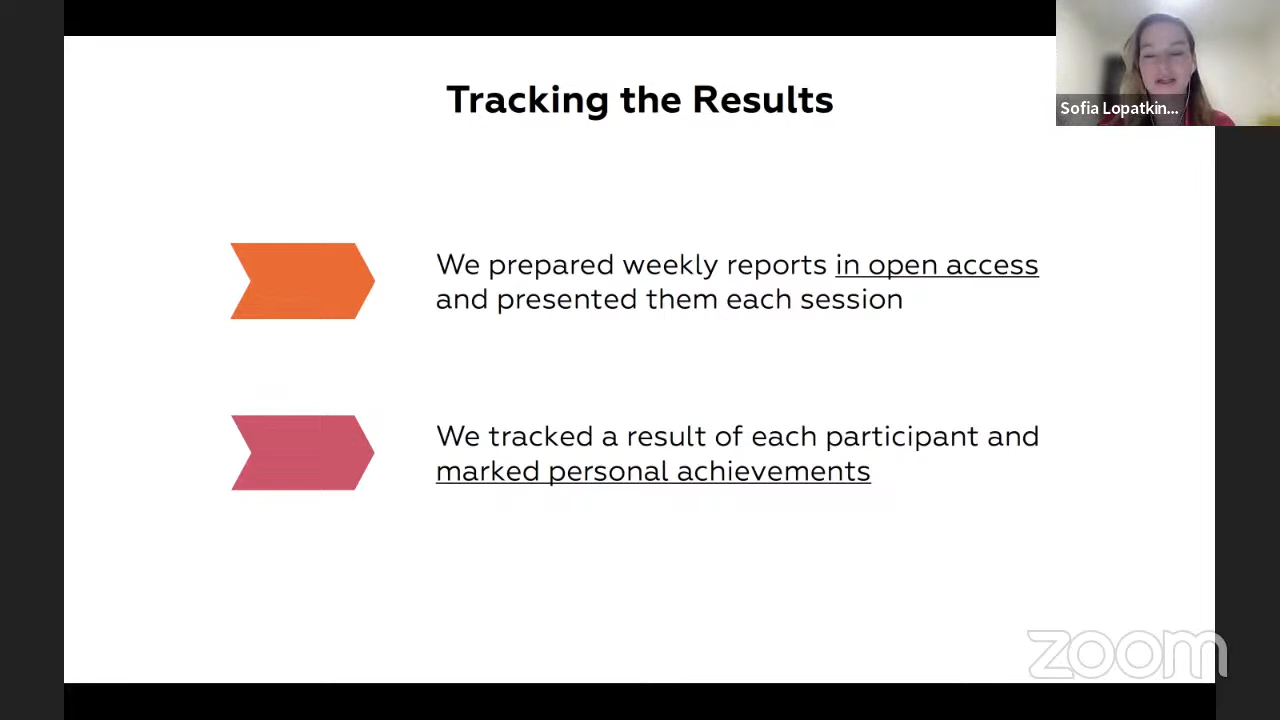 Tracking the Results
Sofia Lopatkin...
We prepared weekly reports in open access
and presented them each session
We tracked a result of each participant and
marked personal achievements
zoom